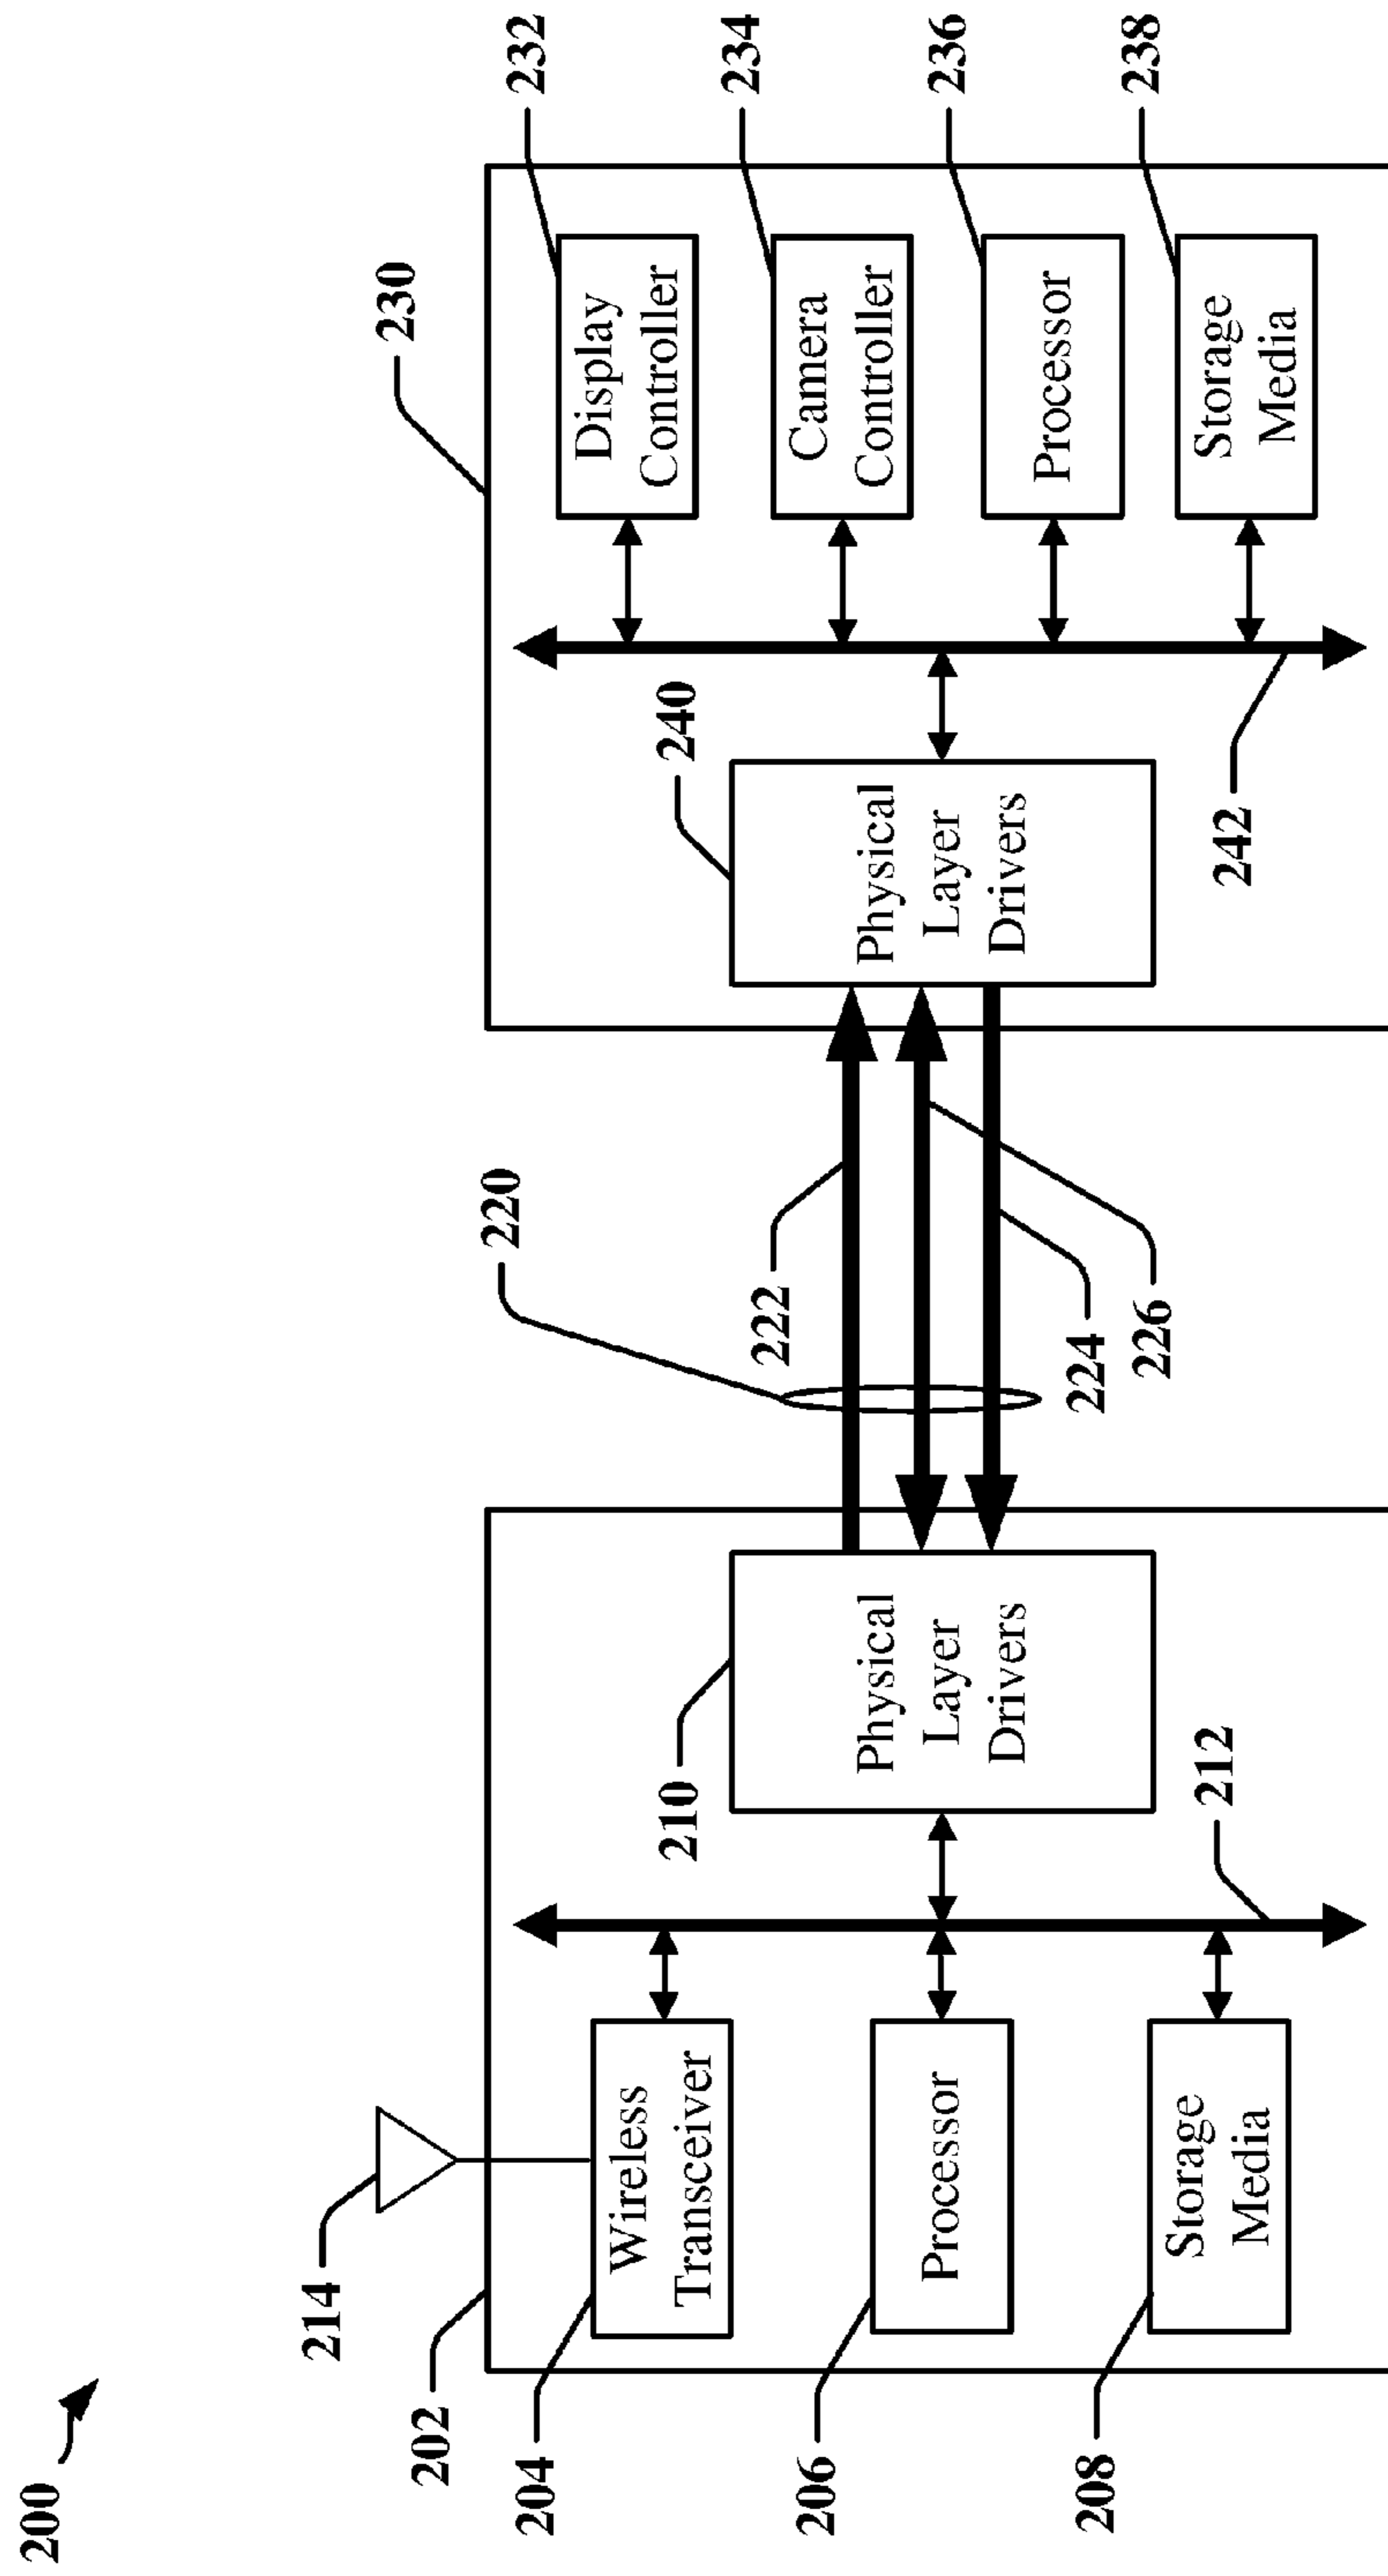 200
214
202
204
Wireless
Transceiver
206
Processor
208
Storage
Media
212
210
Physical
Layer
Drivers
220
222
224
226
230
240
Physical
Layer
Drivers
242
232
Display
Controller
234
Camera
Controller
236
Processor
238
Storage
Media